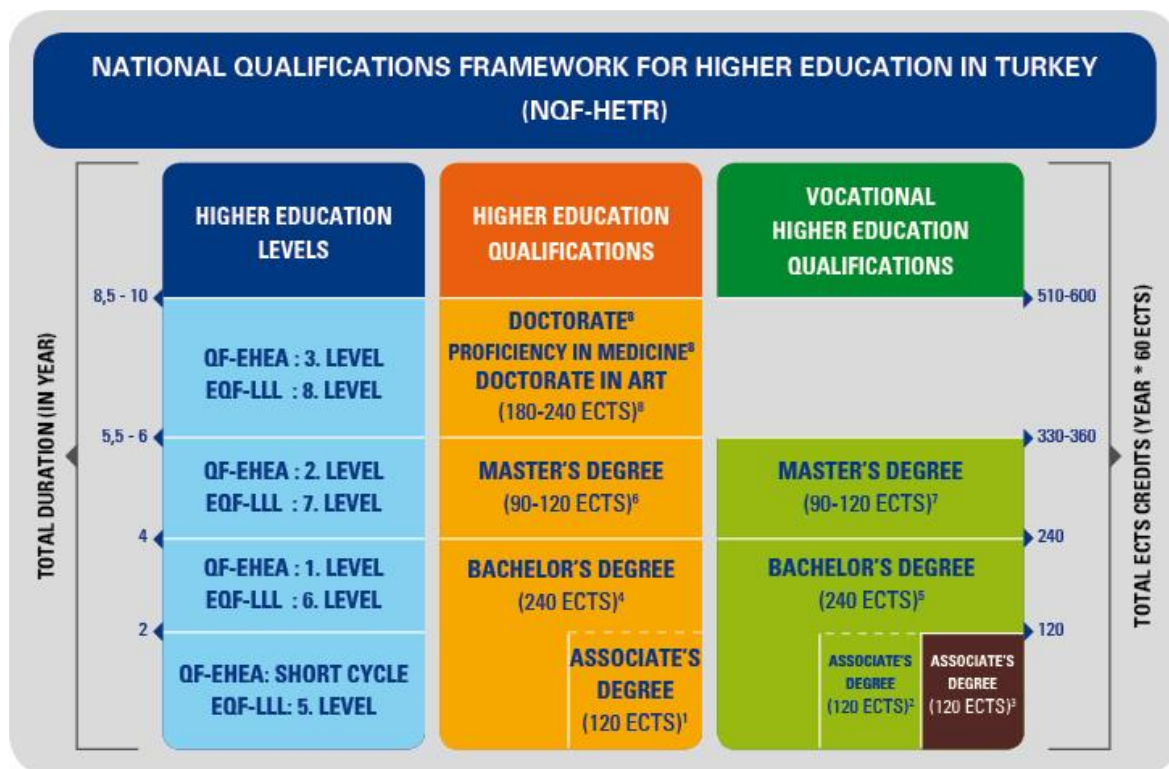 NATIONAL QUALIFICATIONS FRAMEWORK FOR HIGHER EDUCATION IN TURKEY
(NQF-HETR)
TOTAL DURATION (IN YEAR)
8,5 - 10
5,5 - 6
4
2
HIGHER EDUCATION
LEVELS
QF-EHEA : 3. LEVEL
EQF-LLL : 8. LEVEL
QF-EHEA : 2. LEVEL
EQF-LLL : 7. LEVEL
QF-EHEA : 1. LEVEL
EQF-LLL : 6. LEVEL
QF-EHEA: SHORT CYCLE
EQF-LLL: 5. LEVEL
HIGHER EDUCATION
QUALIFICATIONS
DOCTORATE⁸
PROFICIENCY IN MEDICINE⁸
DOCTORATE IN ART
(180-240 ECTS)⁸
MASTER'S DEGREE
(90-120 ECTS)⁶
BACHELOR'S DEGREE
(240 ECTS)⁴
ASSOCIATE'S
DEGREE
(120 ECTS)¹
VOCATIONAL
HIGHER EDUCATION
QUALIFICATIONS
MASTER'S DEGREE
(90-120 ECTS)⁷
BACHELOR'S DEGREE
(240 ECTS)⁵
ASSOCIATE'S
DEGREE
(120 ECTS)²
ASSOCIATE'S
DEGREE
(120 ECTS)³
510-600
330-360
240
120
TOTAL ECTS CREDITS (YEAR * 60 ECTS)